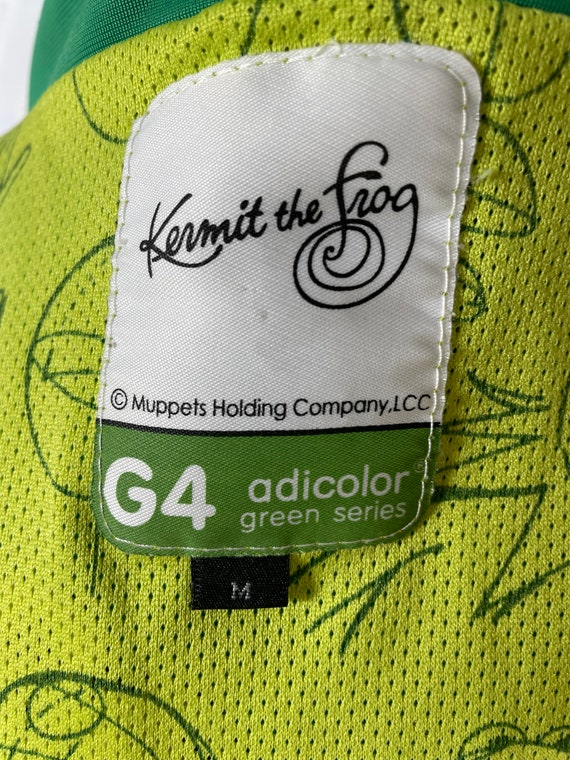 Kermit the frog
© Muppets Holding Company,LCC
G4 adicolor®
green series
M